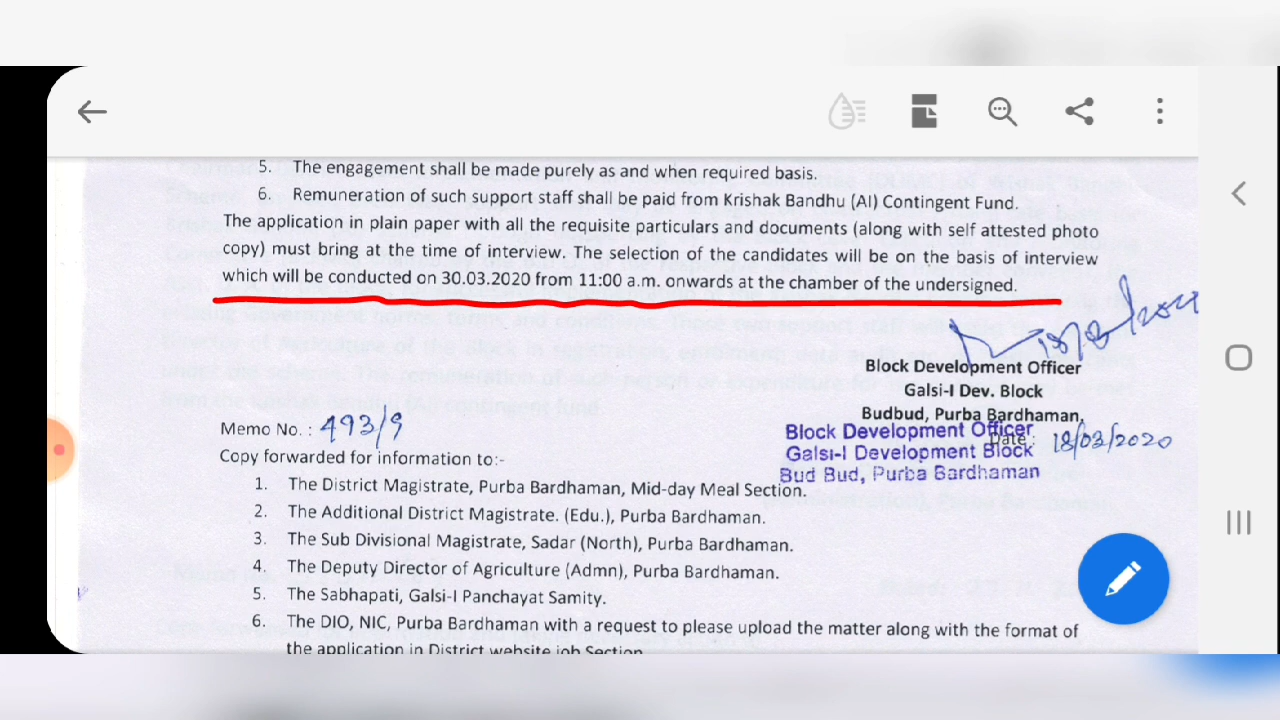 5. The engagement shall be made purely as and when required basis.
6. Remuneration of such support staff shall be paid from Krishak Bandhu (AI) Contingent Fund.
The application in plain paper with all the requisite particulars and documents (along with self attested photo
copy) must bring at the time of interview. The selection of the candidates will be on the basis of interview
which will be conducted on 30.03.2020 from 11:00 a.m. onwards at the chamber of the undersigned.
Block Development Officer
Galsi-I Dev. Block
Budbud, Purba Bardhaman,
Memo No. : 493/9
Date : 18/03/2020
Block Development Officer
Galsi-I Development Block
Bud Bud, Purba Bardhaman
Copy forwarded for information to:-
1. The District Magistrate, Purba Bardhaman, Mid-day Meal Section.
2. The Additional District Magistrate. (Edu.), Purba Bardhaman.
3. The Sub Divisional Magistrate, Sadar (North), Purba Bardhaman.
4. The Deputy Director of Agriculture (Admn), Purba Bardhaman.
5. The Sabhapati, Galsi-I Panchayat Samity.
6. The DIO, NIC, Purba Bardhaman with a request to please upload the matter along with the format of
the application in District website job Section